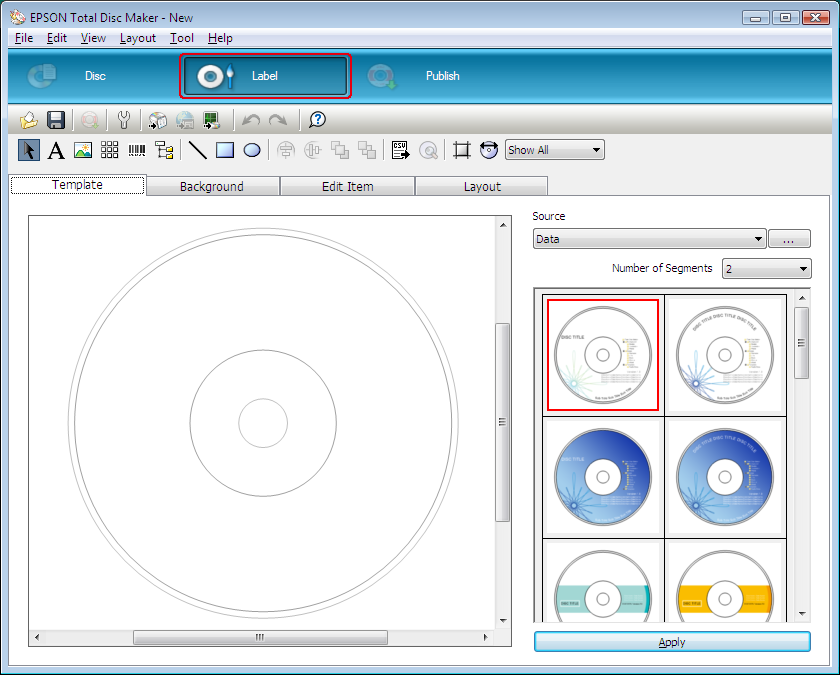 EPSON Total Disc Maker - New
File Edit View Layout Tool Help
Disc Label Publish
A CSV Show All
Template Background Edit Item Layout
Source
Data ...
Number of Segments 2
DISC TITLE DISC TITLE DISC TITLE DISC TITLE
DISC TITLE DISC TITLE DISC TITLE DISC TITLE
DISC TITLE DISC TITLE
Apply